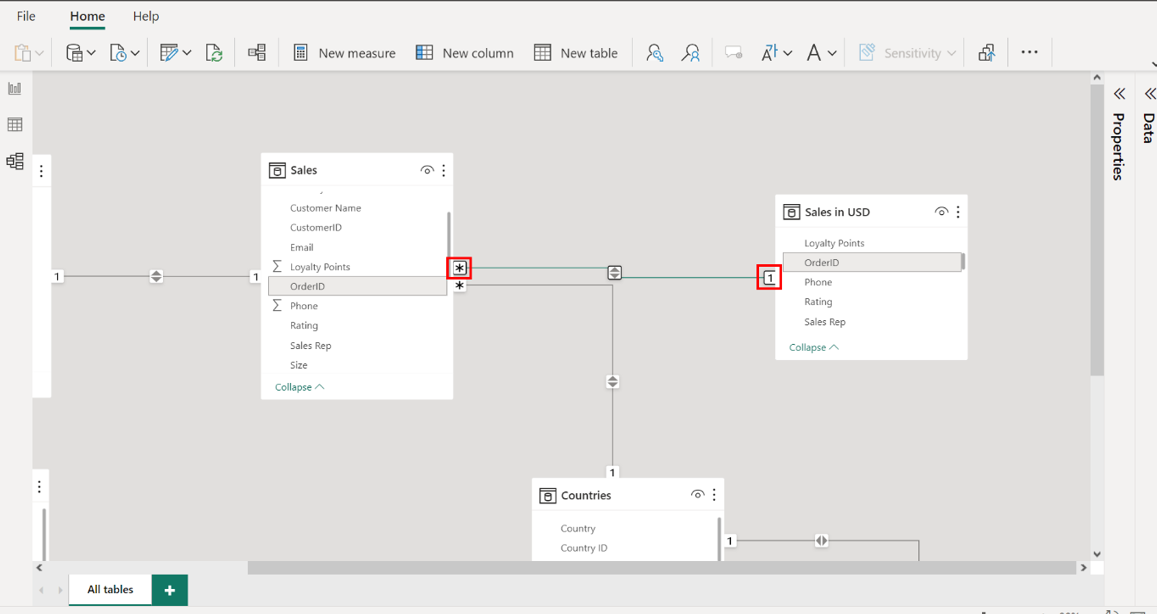 File Home Help
New measure New column New table Sensitivity
Properties
Data
Sales
Customer Name
CustomerID
Email
Loyalty Points
OrderID
Phone
Rating
Sales Rep
Size
Collapse
Sales in USD
Loyalty Points
OrderID
Phone
Rating
Sales Rep
Collapse
1
1
*
1
*
1
Countries
Country
Country ID
1
All tables